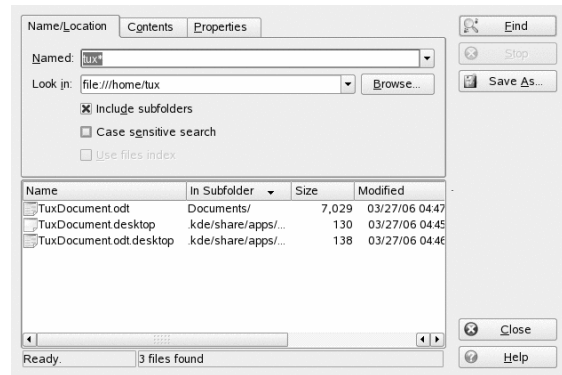 Name/Location Contents Properties
Find
Named: tux*
Stop
Look in: file:///home/tux Browse...
Save As...
Include subfolders
Case sensitive search
Use files index
Name In Subfolder Size Modified
TuxDocument.odt Documents/ 7,029 03/27/06 04:47
TuxDocument.desktop .kde/share/apps/... 130 03/27/06 04:45
TuxDocument.odt.desktop .kde/share/apps/... 138 03/27/06 04:46
Close
Ready. 3 files found
Help